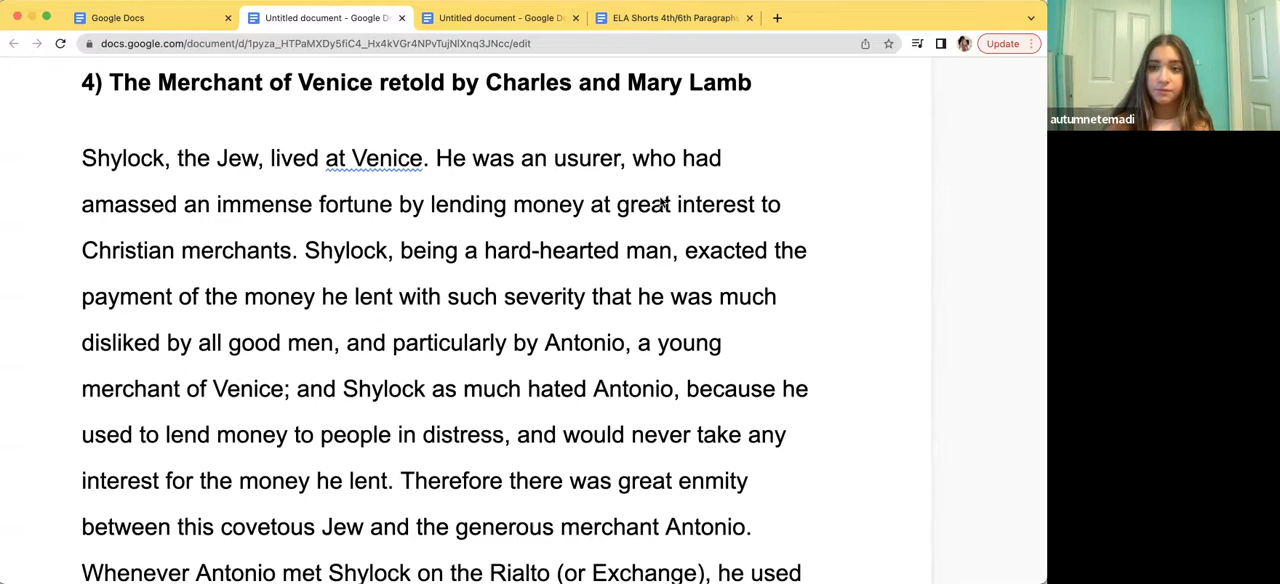 Google Docs
Untitled document - Google D
Untitled document - Google D
ELA Shorts 4th/6th Paragraphs
docs.google.com/document/d/1pyza_HTPaMXDy5fiC4_Hx4kVGr4NPvTujNIXnq3JNcc/edit
Update
autumnetemadi
4) The Merchant of Venice retold by Charles and Mary Lamb
Shylock, the Jew, lived at Venice. He was an usurer, who had
amassed an immense fortune by lending money at great interest to
Christian merchants. Shylock, being a hard-hearted man, exacted the
payment of the money he lent with such severity that he was much
disliked by all good men, and particularly by Antonio, a young
merchant of Venice; and Shylock as much hated Antonio, because he
used to lend money to people in distress, and would never take any
interest for the money he lent. Therefore there was great enmity
between this covetous Jew and the generous merchant Antonio.
Whenever Antonio met Shylock on the Rialto (or Exchange), he used